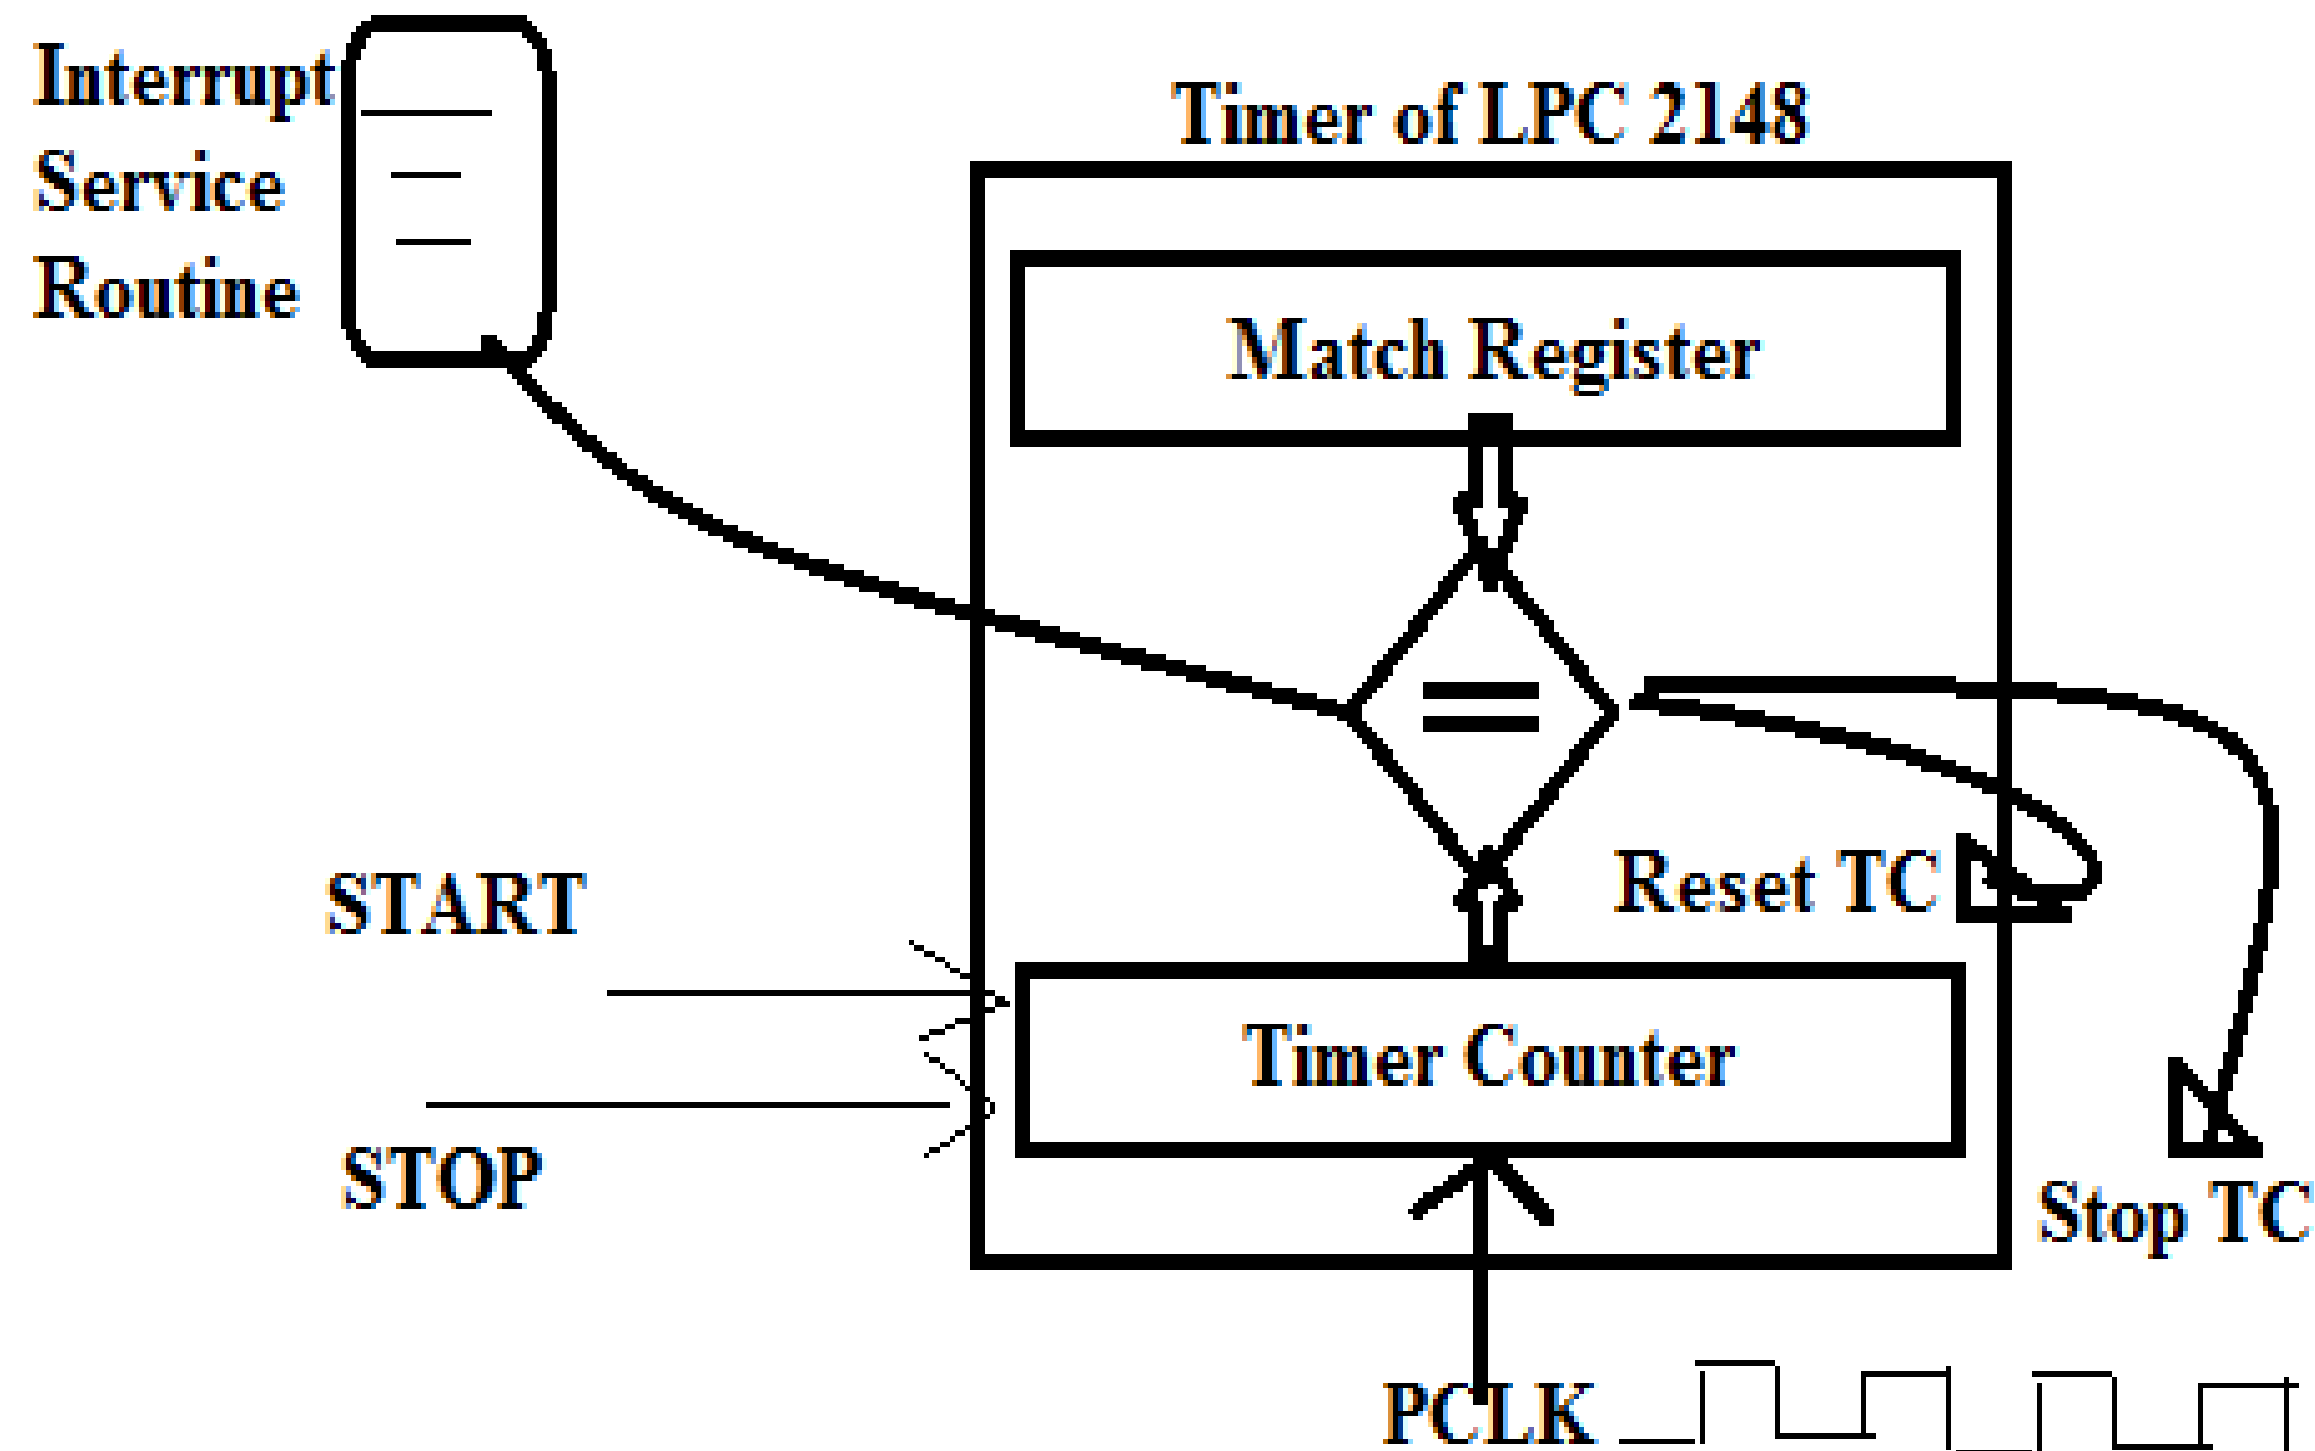 Interrupt
Service
Routine
Timer of LPC 2148
Match Register
=
Reset TC
START
Timer Counter
STOP
Stop TC
PCLK